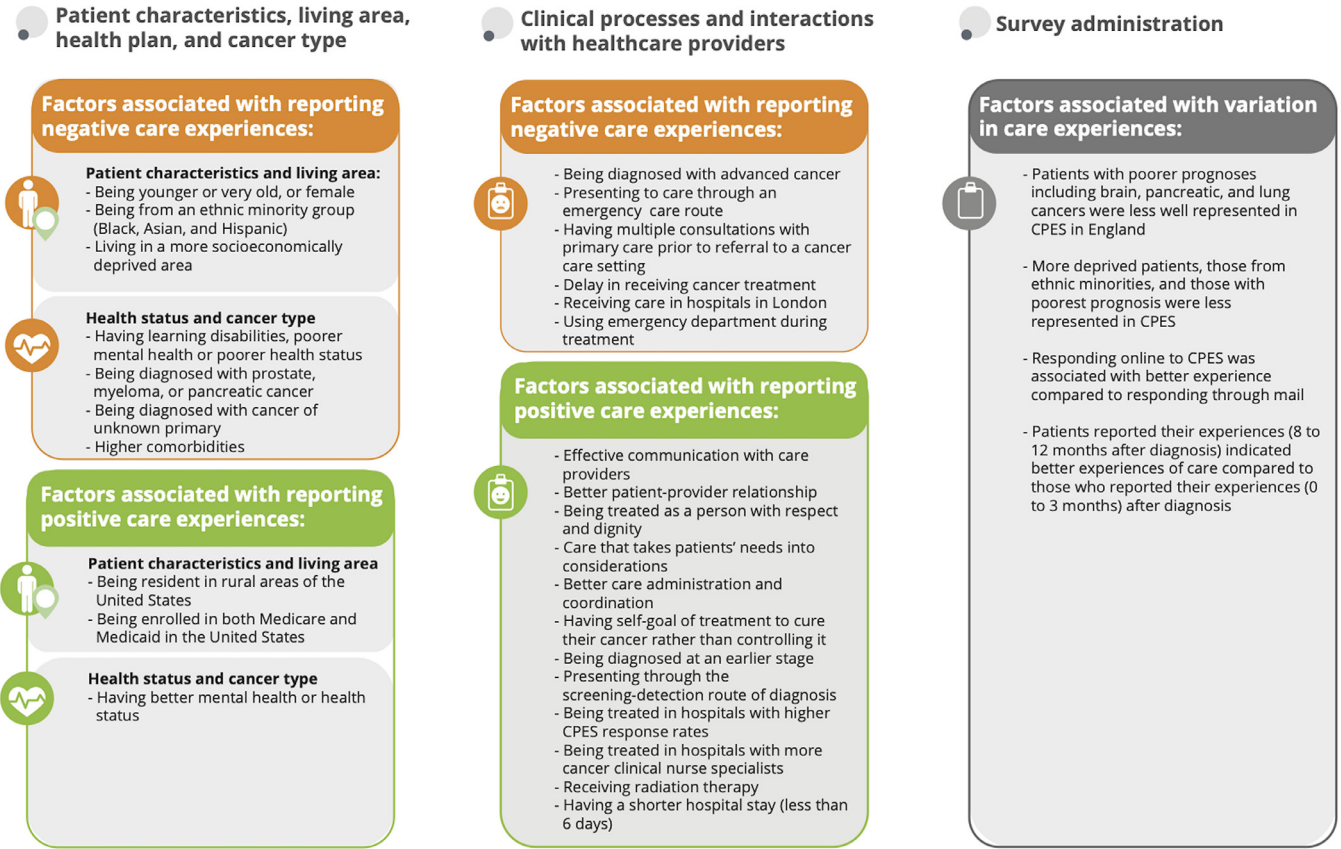 Patient characteristics, living area,
health plan, and cancer type
Factors associated with reporting
negative care experiences:
Patient characteristics and living area:
- Being younger or very old, or female
- Being from an ethnic minority group
(Black, Asian, and Hispanic)
- Living in a more socioeconomically
deprived area
Health status and cancer type
- Having learning disabilities, poorer
mental health or poorer health status
- Being diagnosed with prostate,
myeloma, or pancreatic cancer
- Being diagnosed with cancer of
unknown primary
- Higher comorbidities
Factors associated with reporting
positive care experiences:
Patient characteristics and living area
- Being resident in rural areas of the
United States
- Being enrolled in both Medicare and
Medicaid in the United States
Health status and cancer type
- Having better mental health or health
status
Clinical processes and interactions
with healthcare providers
Factors associated with reporting
negative care experiences:
- Being diagnosed with advanced cancer
- Presenting to care through an
emergency care route
- Having multiple consultations with
primary care prior to referral to a cancer
care setting
- Delay in receiving cancer treatment
- Receiving care in hospitals in London
- Using emergency department during
treatment
Factors associated with reporting
positive care experiences:
- Effective communication with care
providers
- Better patient-provider relationship
- Being treated as a person with respect
and dignity
- Care that takes patients' needs into
considerations
- Better care administration and
coordination
- Having self-goal of treatment to cure
their cancer rather than controlling it
- Being diagnosed at an earlier stage
- Presenting through the
screening-detection route of diagnosis
- Being treated in hospitals with higher
CPES response rates
- Being treated in hospitals with more
cancer clinical nurse specialists
- Receiving radiation therapy
- Having a shorter hospital stay (less than
6 days)
Survey administration
Factors associated with variation
in care experiences:
- Patients with poorer prognoses
including brain, pancreatic, and lung
cancers were less well represented in
CPES in England
- More deprived patients, those from
ethnic minorities, and those with
poorest prognosis were less
represented in CPES
- Responding online to CPES was
associated with better experience
compared to responding through mail
- Patients reported their experiences (8 to
12 months after diagnosis) indicated
better experiences of care compared to
those who reported their experiences (0
to 3 months) after diagnosis